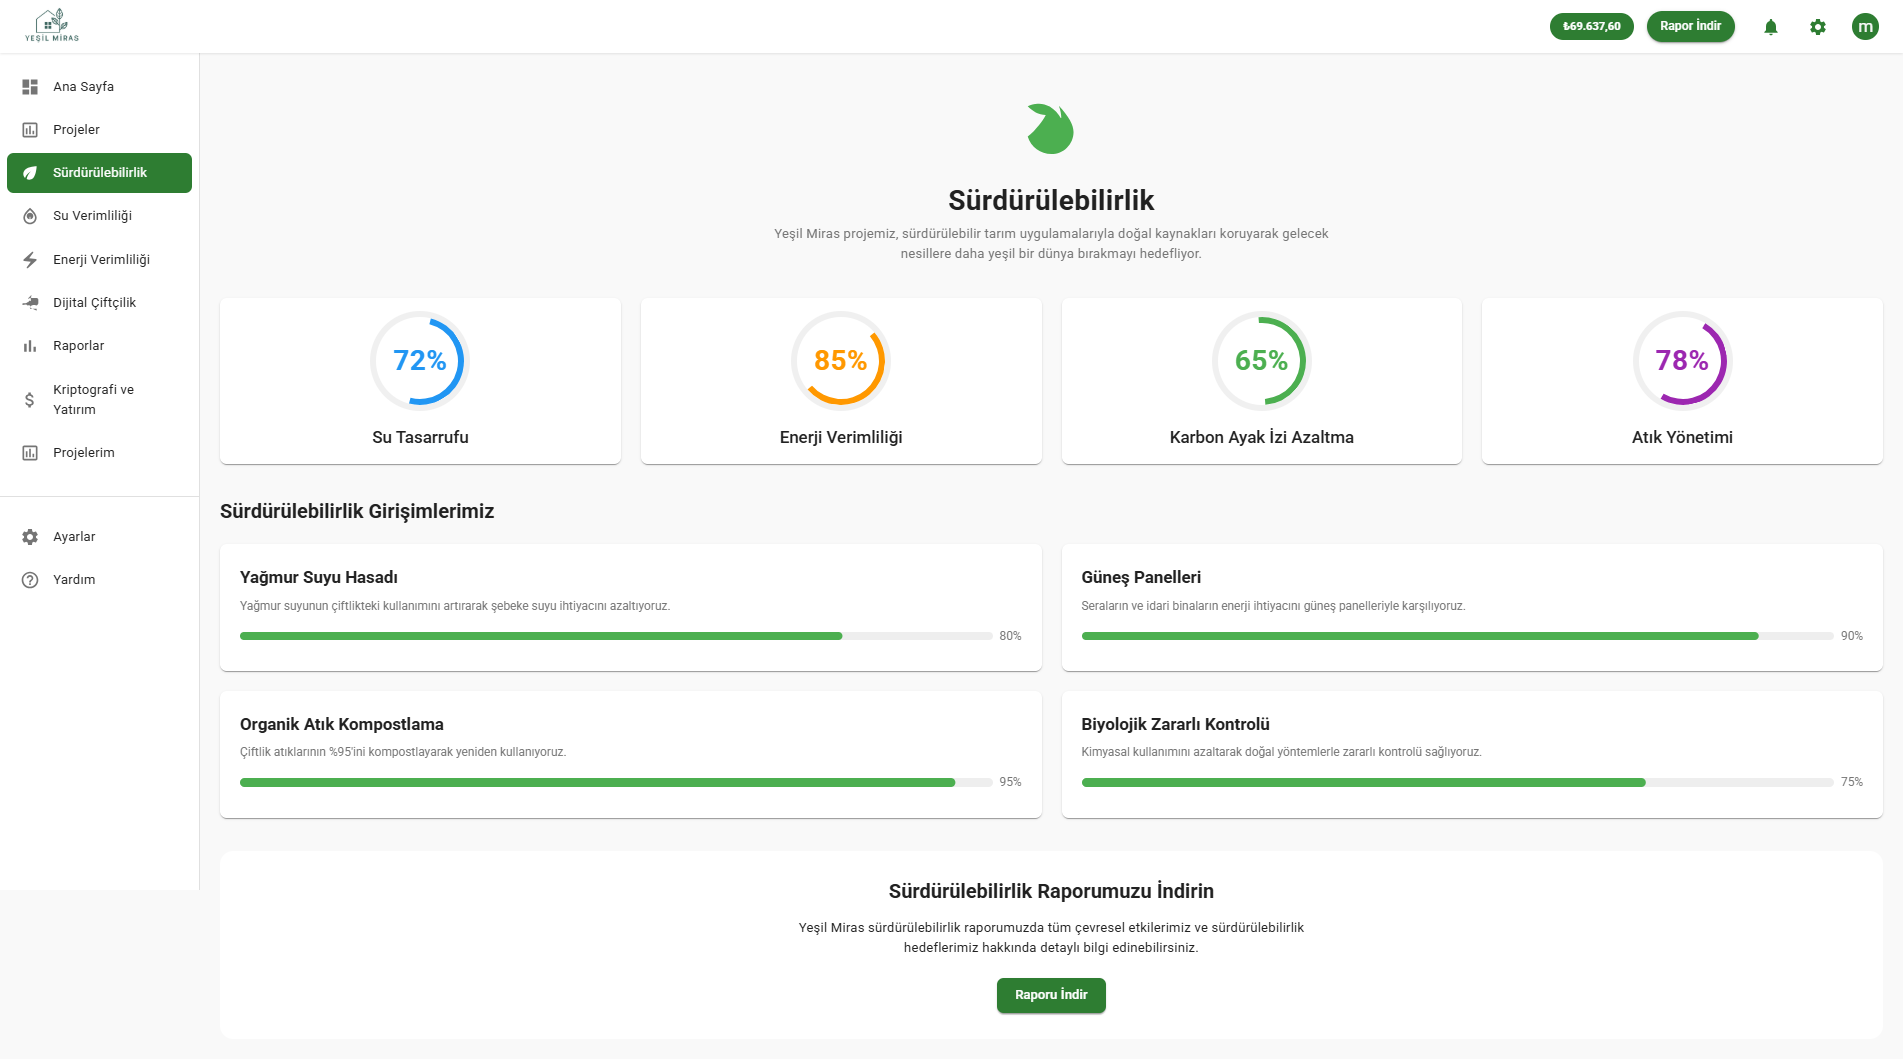 YEŞİL MİRAS
₺69.637,60
Rapor İndir
m
Ana Sayfa
Projeler
Sürdürülebilirlik
Su Verimliliği
Enerji Verimliliği
Dijital Çiftçilik
Raporlar
Kriptografi ve
Yatırım
Projelerim
Ayarlar
Yardım
Sürdürülebilirlik
Yeşil Miras projemiz, sürdürülebilir tarım uygulamalarıyla doğal kaynakları koruyarak gelecek
nesillere daha yeşil bir dünya bırakmayı hedefliyor.
72%
Su Tasarrufu
85%
Enerji Verimliliği
65%
Karbon Ayak İzi Azaltma
78%
Atık Yönetimi
Sürdürülebilirlik Girişimlerimiz
Yağmur Suyu Hasadı
Yağmur suyunun çiftlikteki kullanımını artırarak şebeke suyu ihtiyacını azaltıyoruz.
80%
Güneş Panelleri
Seraların ve idari binaların enerji ihtiyacını güneş panelleriyle karşılıyoruz.
90%
Organik Atık Kompostlama
Çiftlik atıklarının %95'ini kompostlayarak yeniden kullanıyoruz.
95%
Biyolojik Zararlı Kontrolü
Kimyasal kullanımını azaltarak doğal yöntemlerle zararlı kontrolü sağlıyoruz.
75%
Sürdürülebilirlik Raporumuzu İndirin
Yeşil Miras sürdürülebilirlik raporumuzda tüm çevresel etkilerimiz ve sürdürülebilirlik
hedeflerimiz hakkında detaylı bilgi edinebilirsiniz.
Raporu İndir